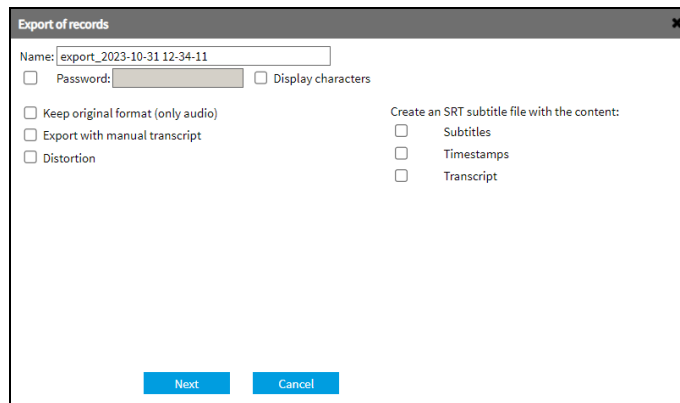 Export of records
Name: export_2023-10-31 12-34-11
Password: Display characters
Keep original format (only audio)
Export with manual transcript
Distortion
Create an SRT subtitle file with the content:
Subtitles
Timestamps
Transcript
Next Cancel